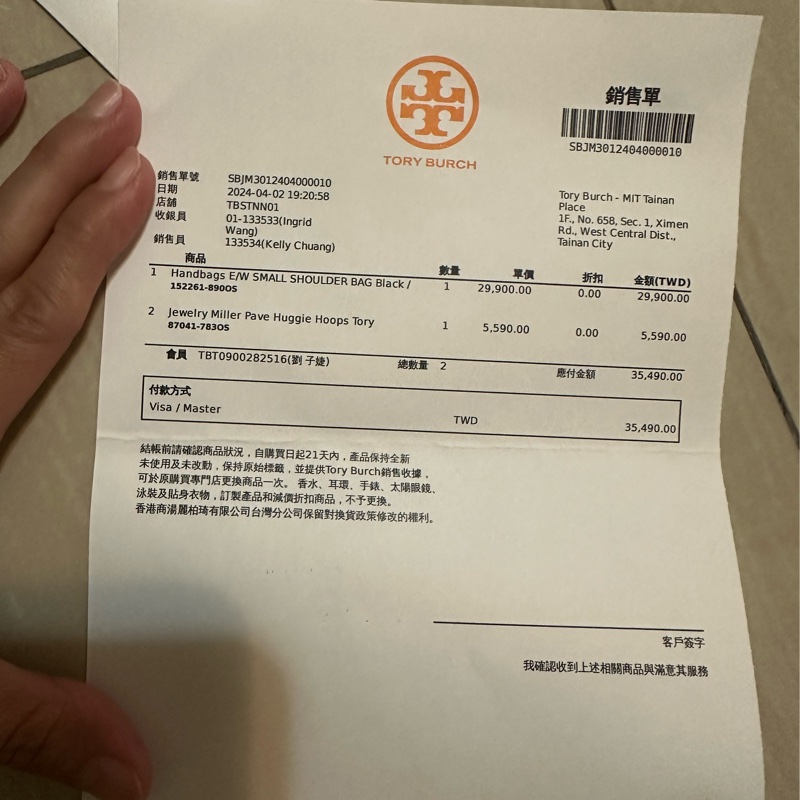 TORY BURCH
銷售單
SBJM3012404000010
銷售單號 SBJM3012404000010
日期 2024-04-02 19:20:58
店舖 TBSTNN01
收銀員 01-133533(Ingrid
Wang)
銷售員 133534(Kelly Chuang)
Tory Burch - MIT Tainan
Place
1F., No. 658, Sec. 1, Ximen
Rd., West Central Dist.,
Tainan City
商品 數量 單價 折扣 金額(TWD)
1 Handbags E/W SMALL SHOULDER BAG Black / 1 29,900.00 0.00 29,900.00
152261-890OS
2 Jewelry Miller Pave Huggie Hoops Tory 1 5,590.00 0.00 5,590.00
87041-783OS
會員 TBT0900282516(劉 子婕) 總數量 2 應付金額 35,490.00
付款方式
Visa / Master TWD 35,490.00
結帳前請確認商品狀況，自購買日起21天內，產品保持全新
未使用及未改動，保持原始標籤，並提供Tory Burch銷售收據，
可於原購買專門店更換商品一次。 香水、耳環、手錶、太陽眼鏡、
泳裝及貼身衣物，訂製產品和減價折扣商品，不予更換。
香港商湯麗柏琦有限公司台灣分公司保留對換貨政策修改的權利。
客戶簽字
我確認收到上述相關商品與滿意其服務